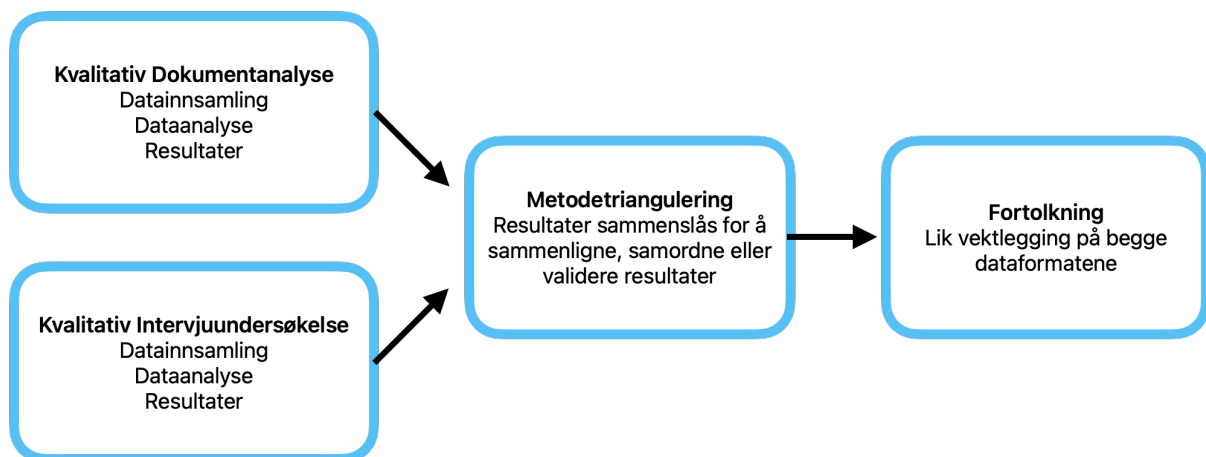 Kvalitativ Dokumentanalyse
Datainnsamling
Dataanalyse
Resultater
Kvalitativ Intervjuundersøkelse
Datainnsamling
Dataanalyse
Resultater
Metodetriangulering
Resultater sammenslås for å
sammenligne, samordne eller
validere resultater
Fortolkning
Lik vektlegging på begge
dataformatene